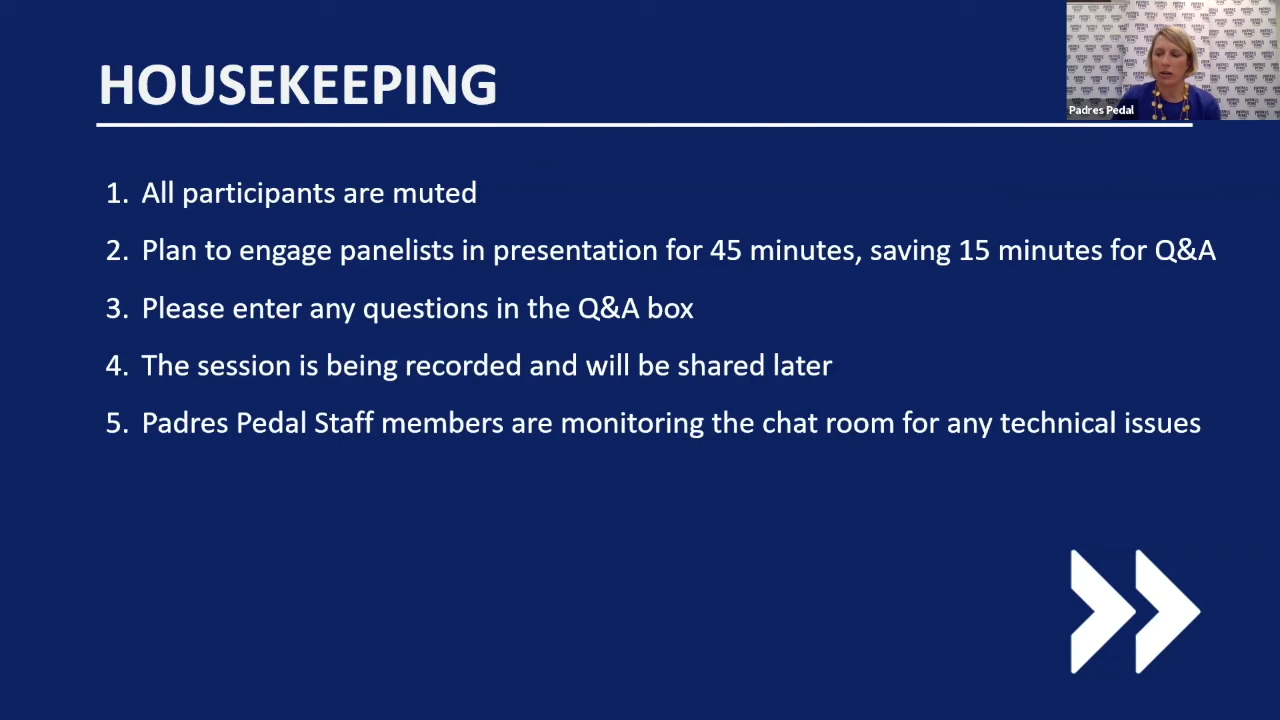 HOUSEKEEPING
Padres Pedal
1. All participants are muted
2. Plan to engage panelists in presentation for 45 minutes, saving 15 minutes for Q&A
3. Please enter any questions in the Q&A box
4. The session is being recorded and will be shared later
5. Padres Pedal Staff members are monitoring the chat room for any technical issues